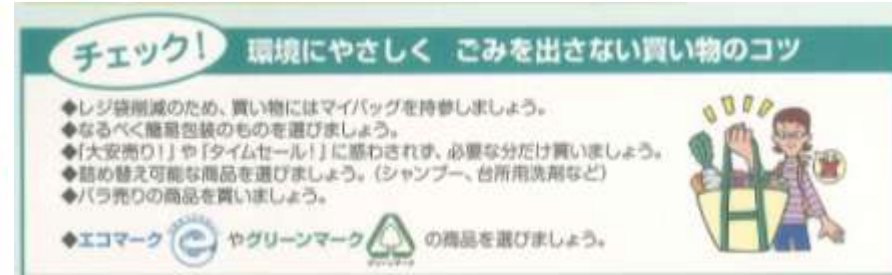 チェック!
環境にやさしく ごみを出さない買い物のコツ
◆レジ袋削減のため、買い物にはマイバッグを持参しましょう。
◆なるべく簡易包装のものを選びましょう。
◆「大安売り!」や「タイムセール!」に惑わされず、必要な分だけ買いましょう。
◆詰め替え可能な商品を選びましょう。(シャンプー、台所用洗剤など)
◆バラ売りの商品を買いましょう。
◆エコマーク やグリーンマーク の商品を選びましょう。
グリーンマーク